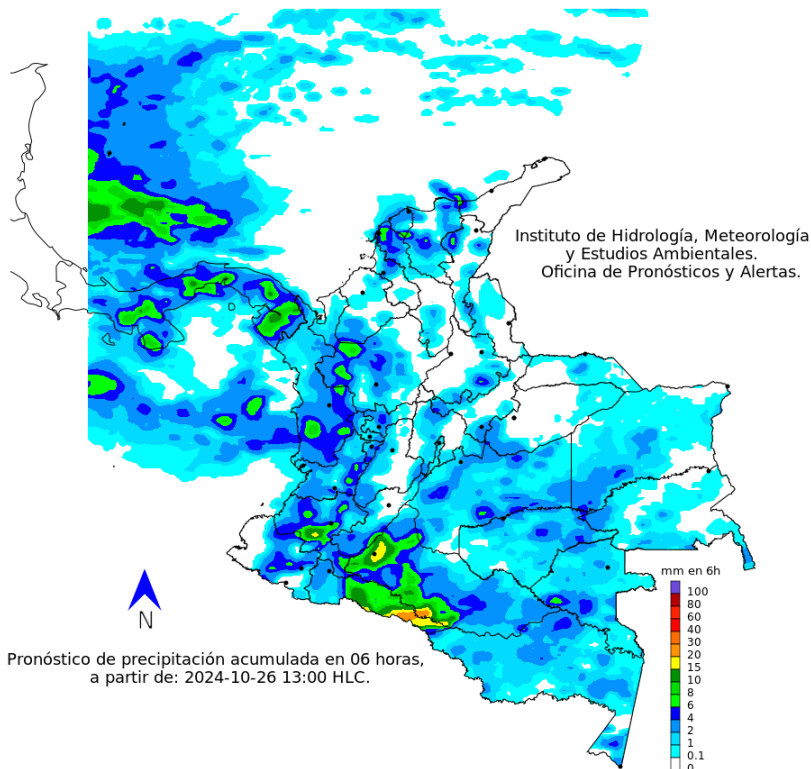 Instituto de Hidrología, Meteorología
y Estudios Ambientales.
Oficina de Pronósticos y Alertas.
mm en 6h
100
80
60
40
30
20
15
10
8
6
4
2
1
0.1
0
N
Pronóstico de precipitación acumulada en 06 horas,
a partir de: 2024-10-26 13:00 HLC.